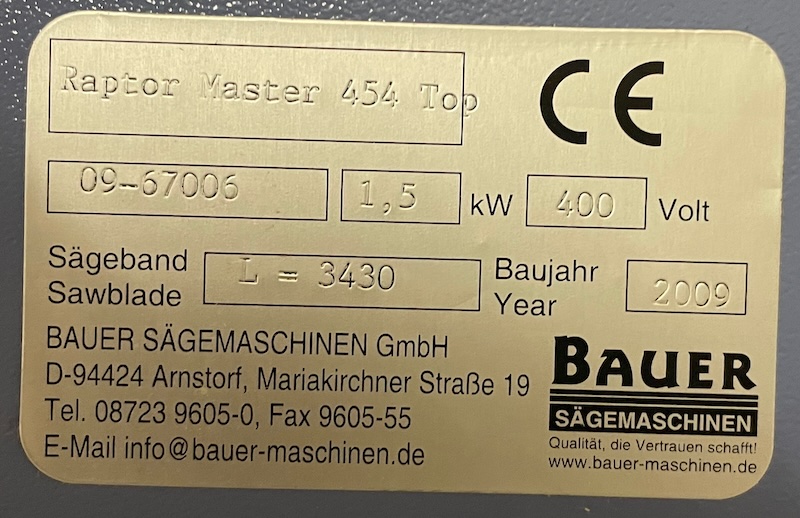 Raptor Master 454 Top
CE
09-67006 1,5 kW 400 Volt
Sägeband
Sawblade
L = 3430
Baujahr
Year
2009
BAUER SÄGEMASCHINEN GmbH
D-94424 Arnstorf, Mariakirchner Straße 19
Tel. 08723 9605-0, Fax 9605-55
E-Mail info@bauer-maschinen.de
BAUER
SÄGEMASCHINEN
Qualität, die Vertrauen schafft!
www.bauer-maschinen.de